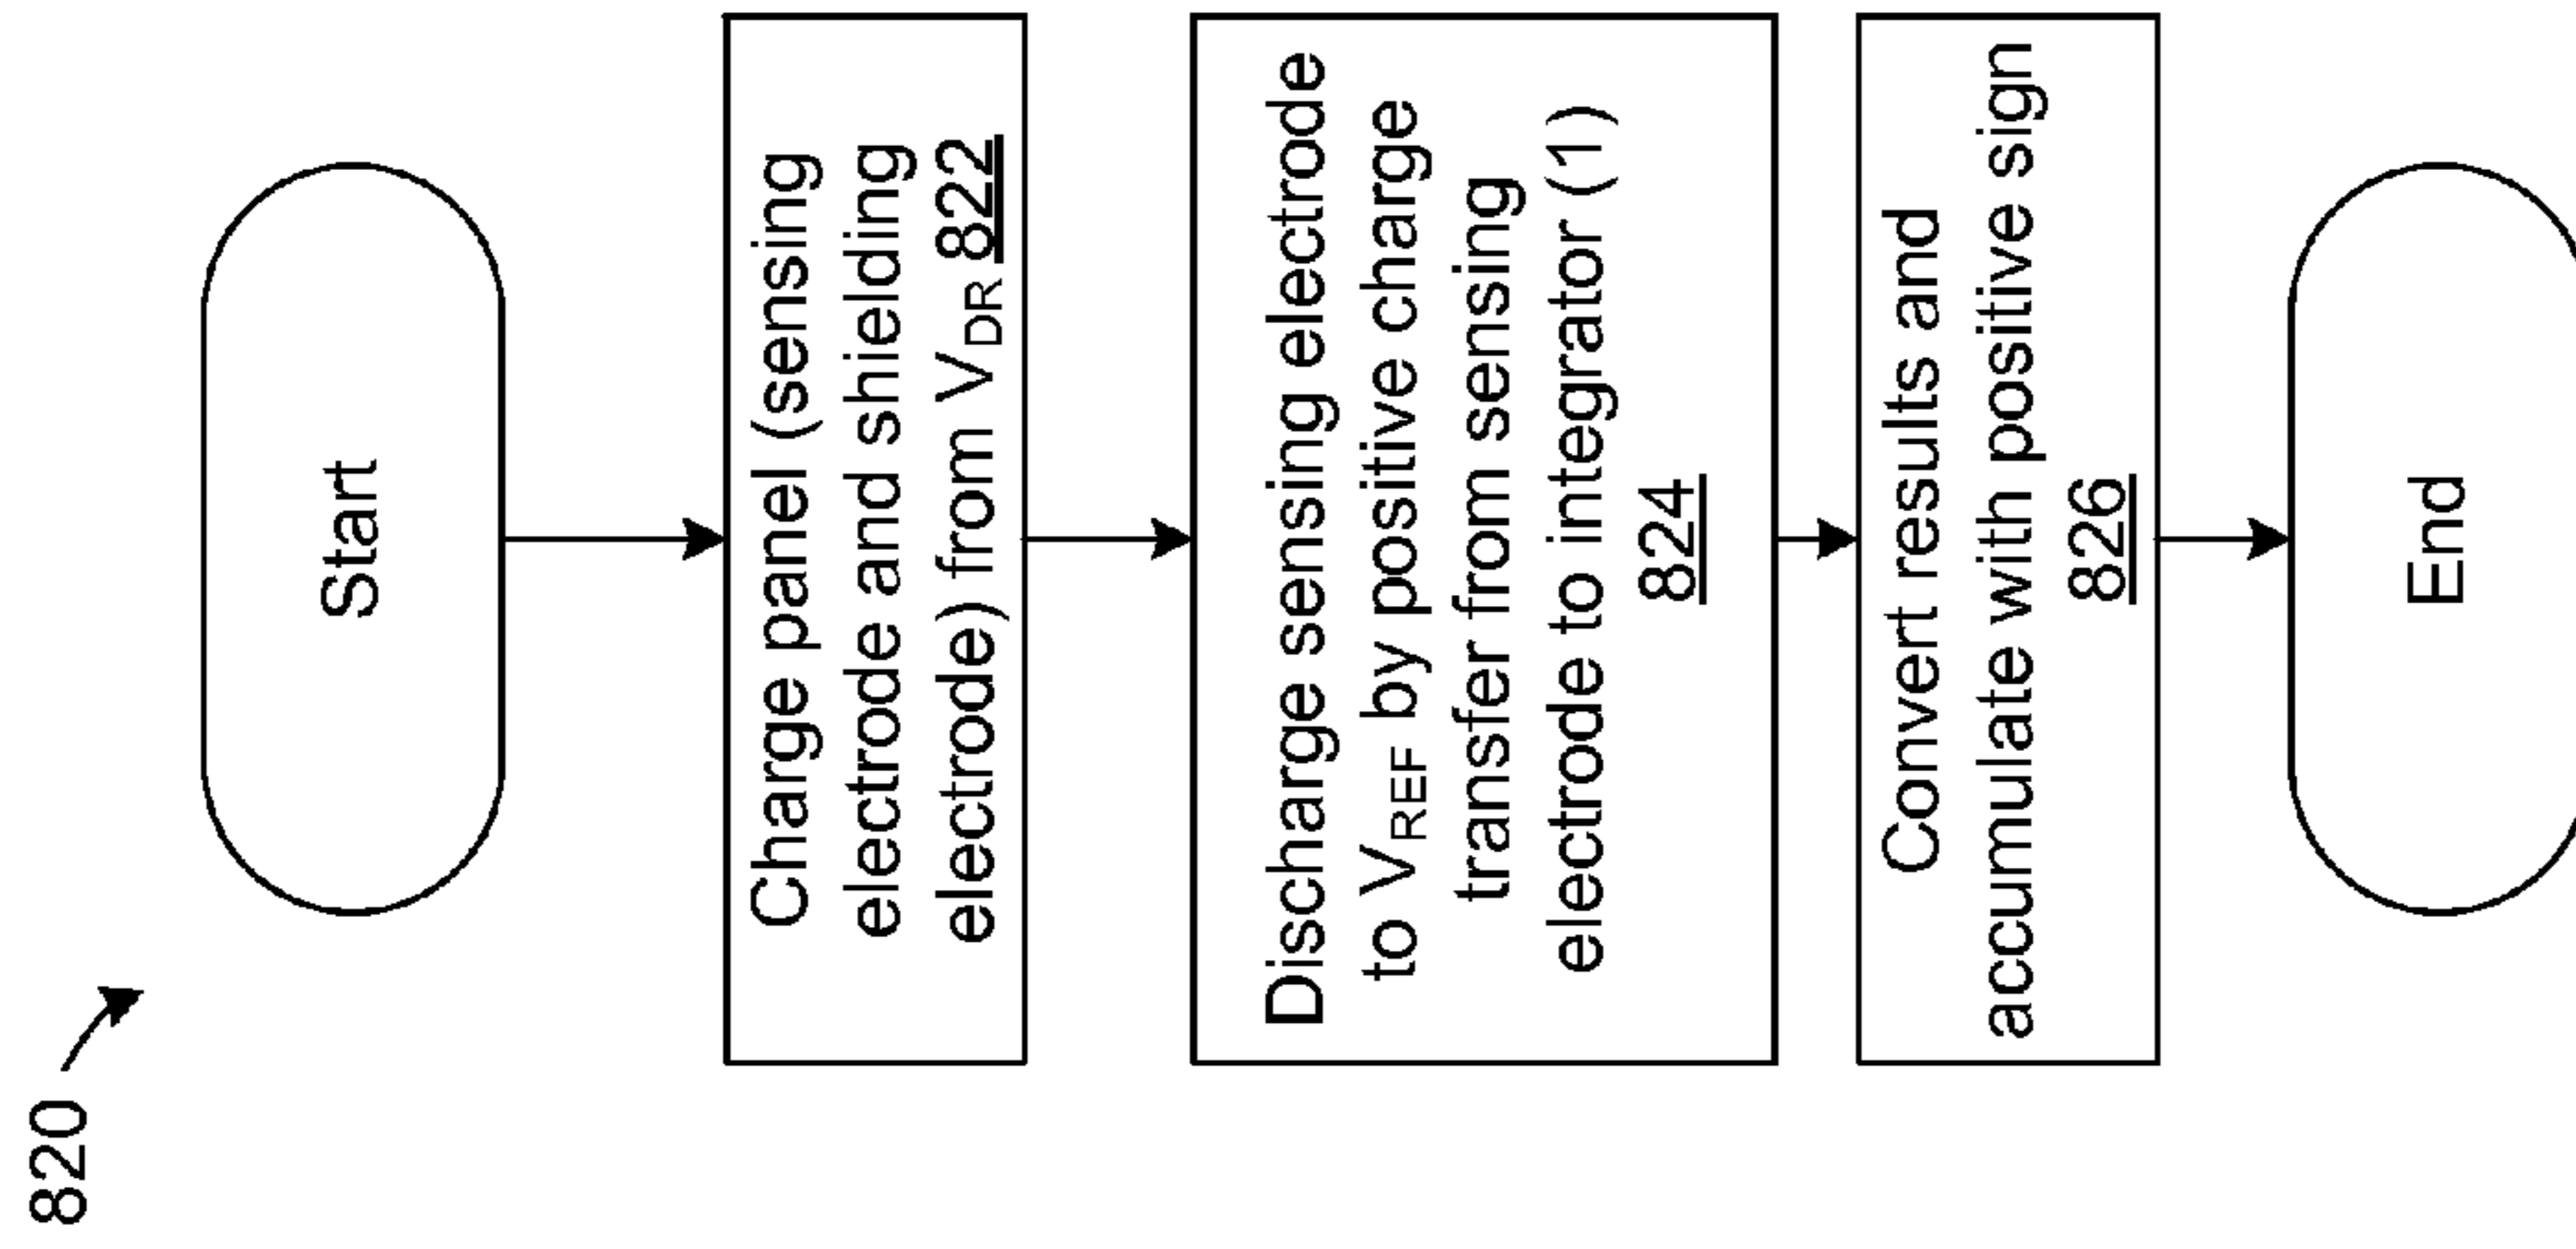 820
Start
Charge panel (sensing
electrode and shielding
electrode) from VDR 822
Discharge sensing electrode
to VREF by positive charge
transfer from sensing
electrode to integrator (1)
824
Convert results and
accumulate with positive sign
826
End